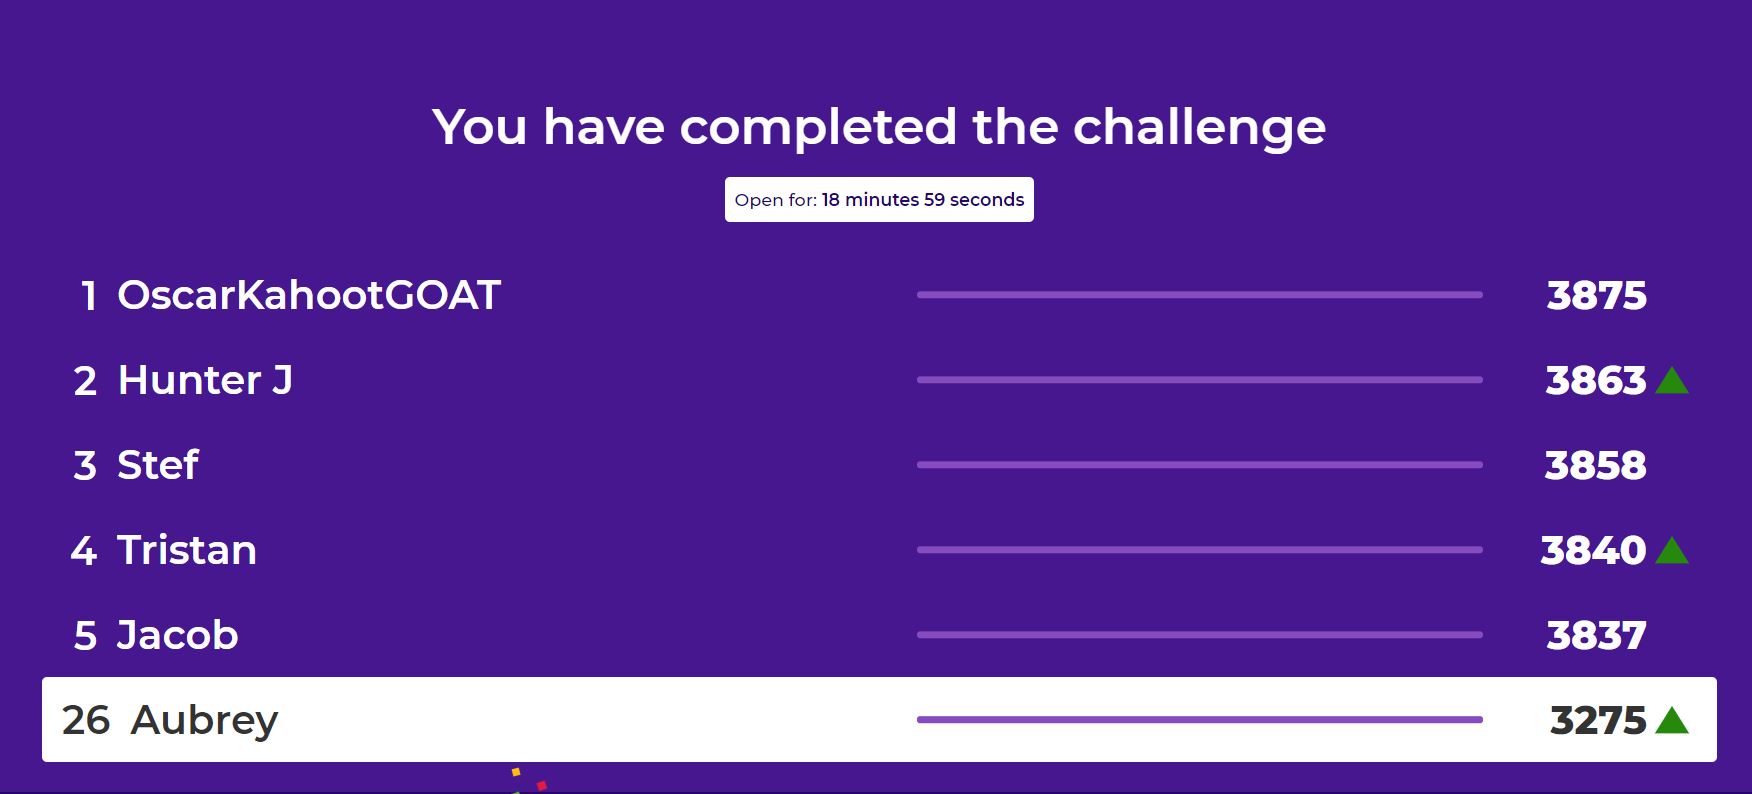 You have completed the challenge
Open for: 18 minutes 59 seconds
1 OscarKahootGOAT 3875
2 Hunter J 3863
3 Stef 3858
4 Tristan 3840
5 Jacob 3837
26 Aubrey 3275